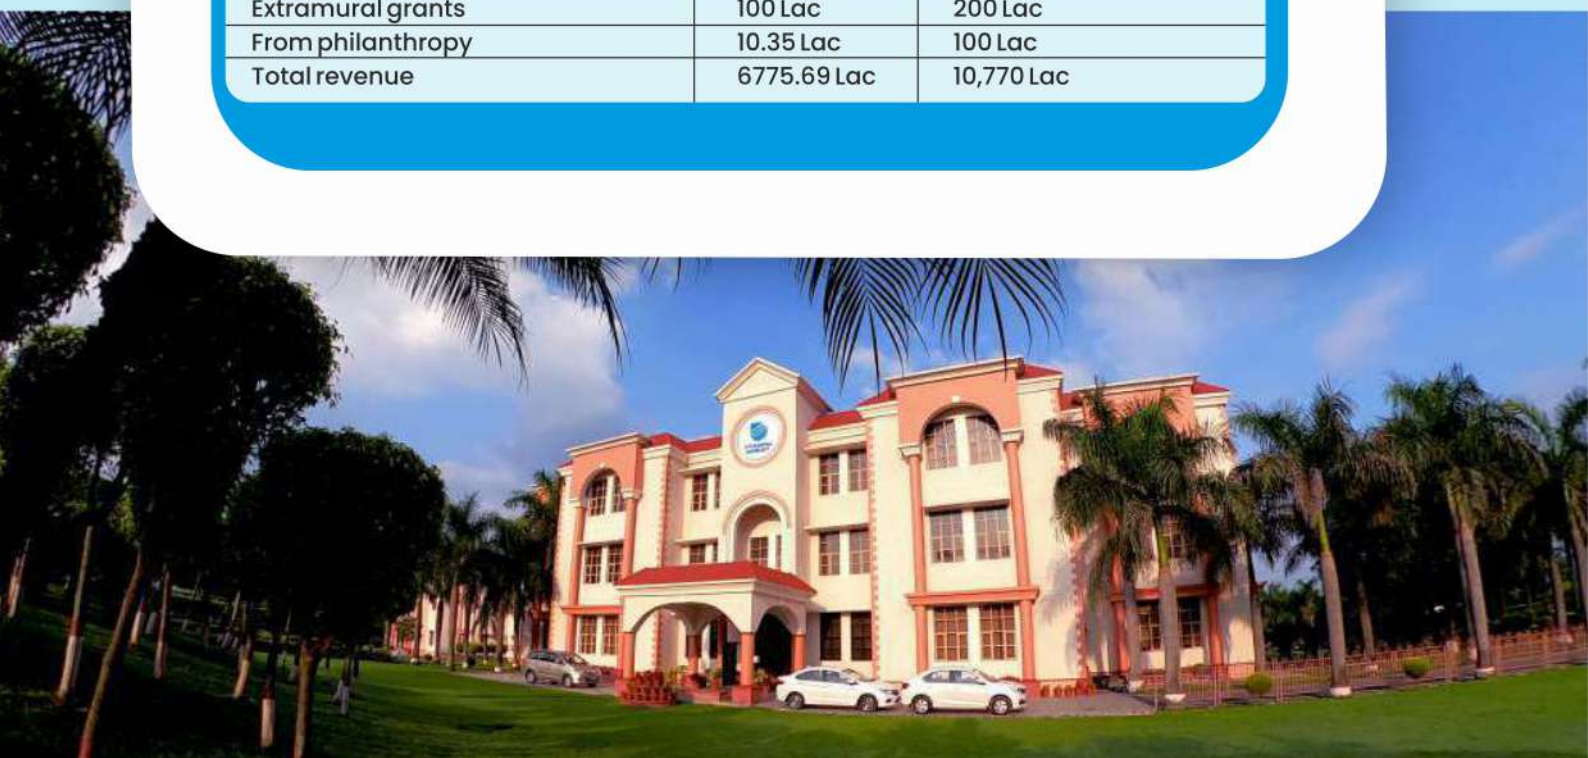 Extramural grants 100 Lac 200 Lac
From philanthropy 10.35 Lac 100 Lac
Total revenue 6775.69 Lac 10,770 Lac